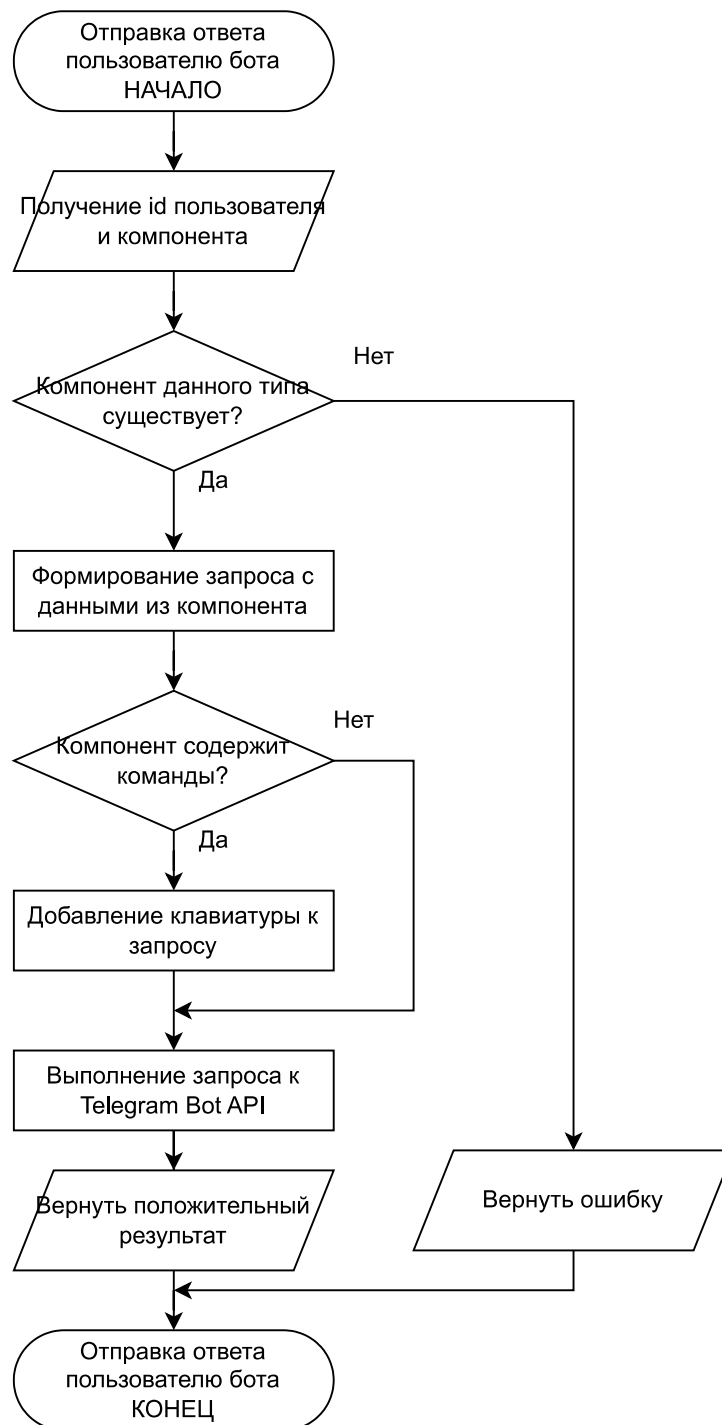 Отправка ответа
пользователю бота
НАЧАЛО
Получение id пользователя
и компонента
Нет
Компонент данного типа
существует?
Да
Формирование запроса с
данными из компонента
Нет
Компонент содержит
команды?
Да
Добавление клавиатуры к
запросу
Выполнение запроса к
Telegram Bot API
Вернуть положительный
результат
Вернуть ошибку
Отправка ответа
пользователю бота
КОНЕЦ